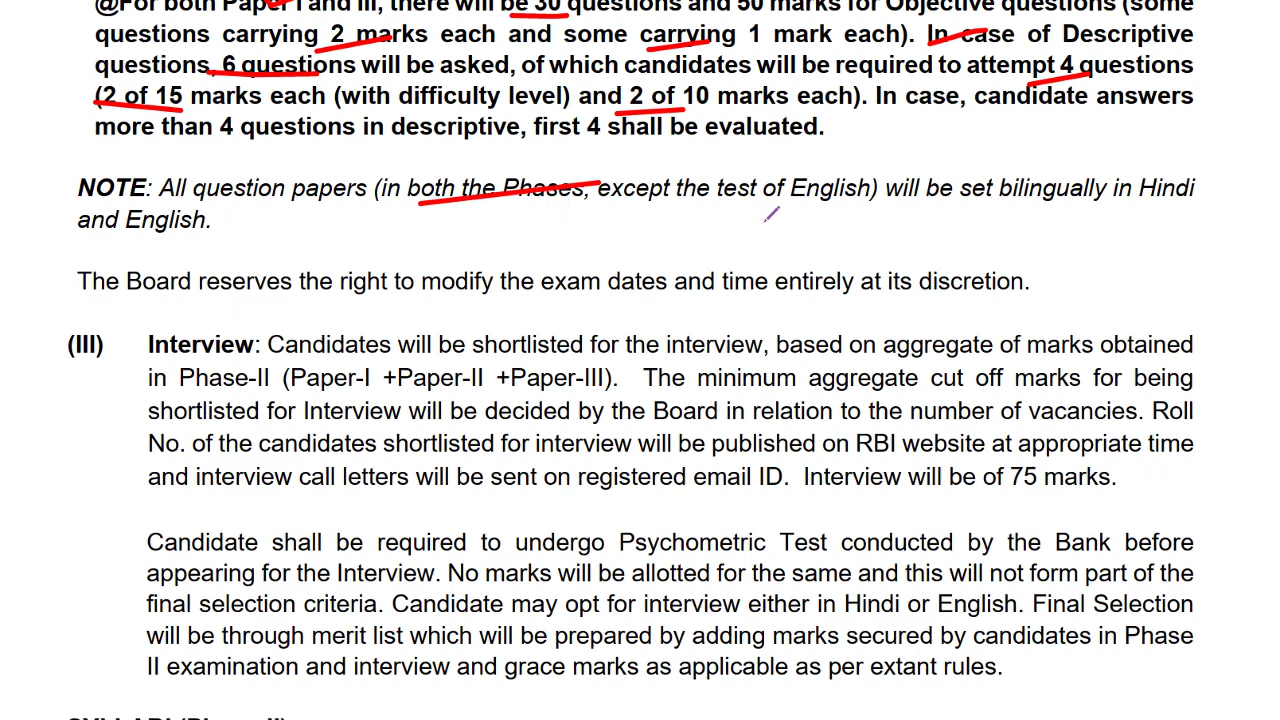 @For both Paper I and III, there will be 30 questions and 50 marks for Objective questions (some
questions carrying 2 marks each and some carrying 1 mark each). In case of Descriptive
questions, 6 questions will be asked, of which candidates will be required to attempt 4 questions
(2 of 15 marks each (with difficulty level) and 2 of 10 marks each). In case, candidate answers
more than 4 questions in descriptive, first 4 shall be evaluated.
NOTE: All question papers (in both the Phases, except the test of English) will be set bilingually in Hindi
and English.
The Board reserves the right to modify the exam dates and time entirely at its discretion.
(III) Interview: Candidates will be shortlisted for the interview, based on aggregate of marks obtained
in Phase-II (Paper-I +Paper-II +Paper-III). The minimum aggregate cut off marks for being
shortlisted for Interview will be decided by the Board in relation to the number of vacancies. Roll
No. of the candidates shortlisted for interview will be published on RBI website at appropriate time
and interview call letters will be sent on registered email ID. Interview will be of 75 marks.
Candidate shall be required to undergo Psychometric Test conducted by the Bank before
appearing for the Interview. No marks will be allotted for the same and this will not form part of the
final selection criteria. Candidate may opt for interview either in Hindi or English. Final Selection
will be through merit list which will be prepared by adding marks secured by candidates in Phase
II examination and interview and grace marks as applicable as per extant rules.